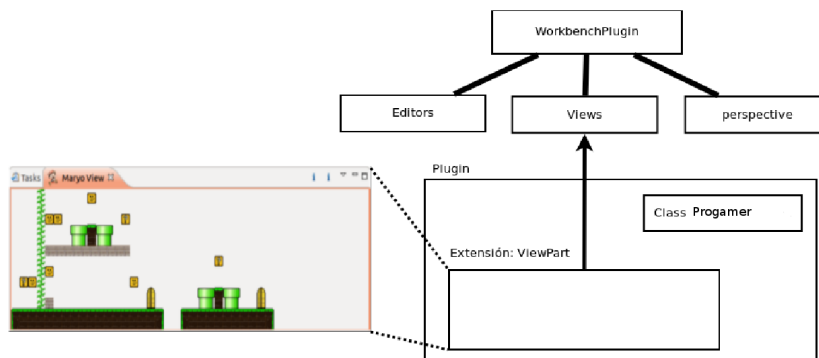 WorkbenchPlugin
Editors
Views
perspective
Plugin
Tasks
Maryo View
Class Progamer
Extensión: ViewPart